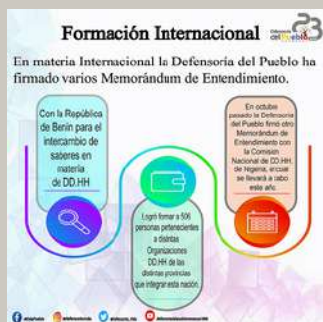 Formación Internacional
Defensoría
del Pueblo
En materia Internacional la Defensoría del Pueblo ha
firmado varios Memorándum de Entendimiento.
Con la República
de Benín para el
intercambio de
saberes en
materia
de DD.HH
Logró formar a 506
personas pertenecientes
a distintas
Organizaciones
DD.HH de las
distintas provincias
que integran esta nación.
En octubre
pasado la Defensoría
del Pueblo firmó otro
Memorándum de
Entendimiento con
la Comisión
Nacional de DD.HH.
de Nigeria, el cual
se llevará a cabo
este año.